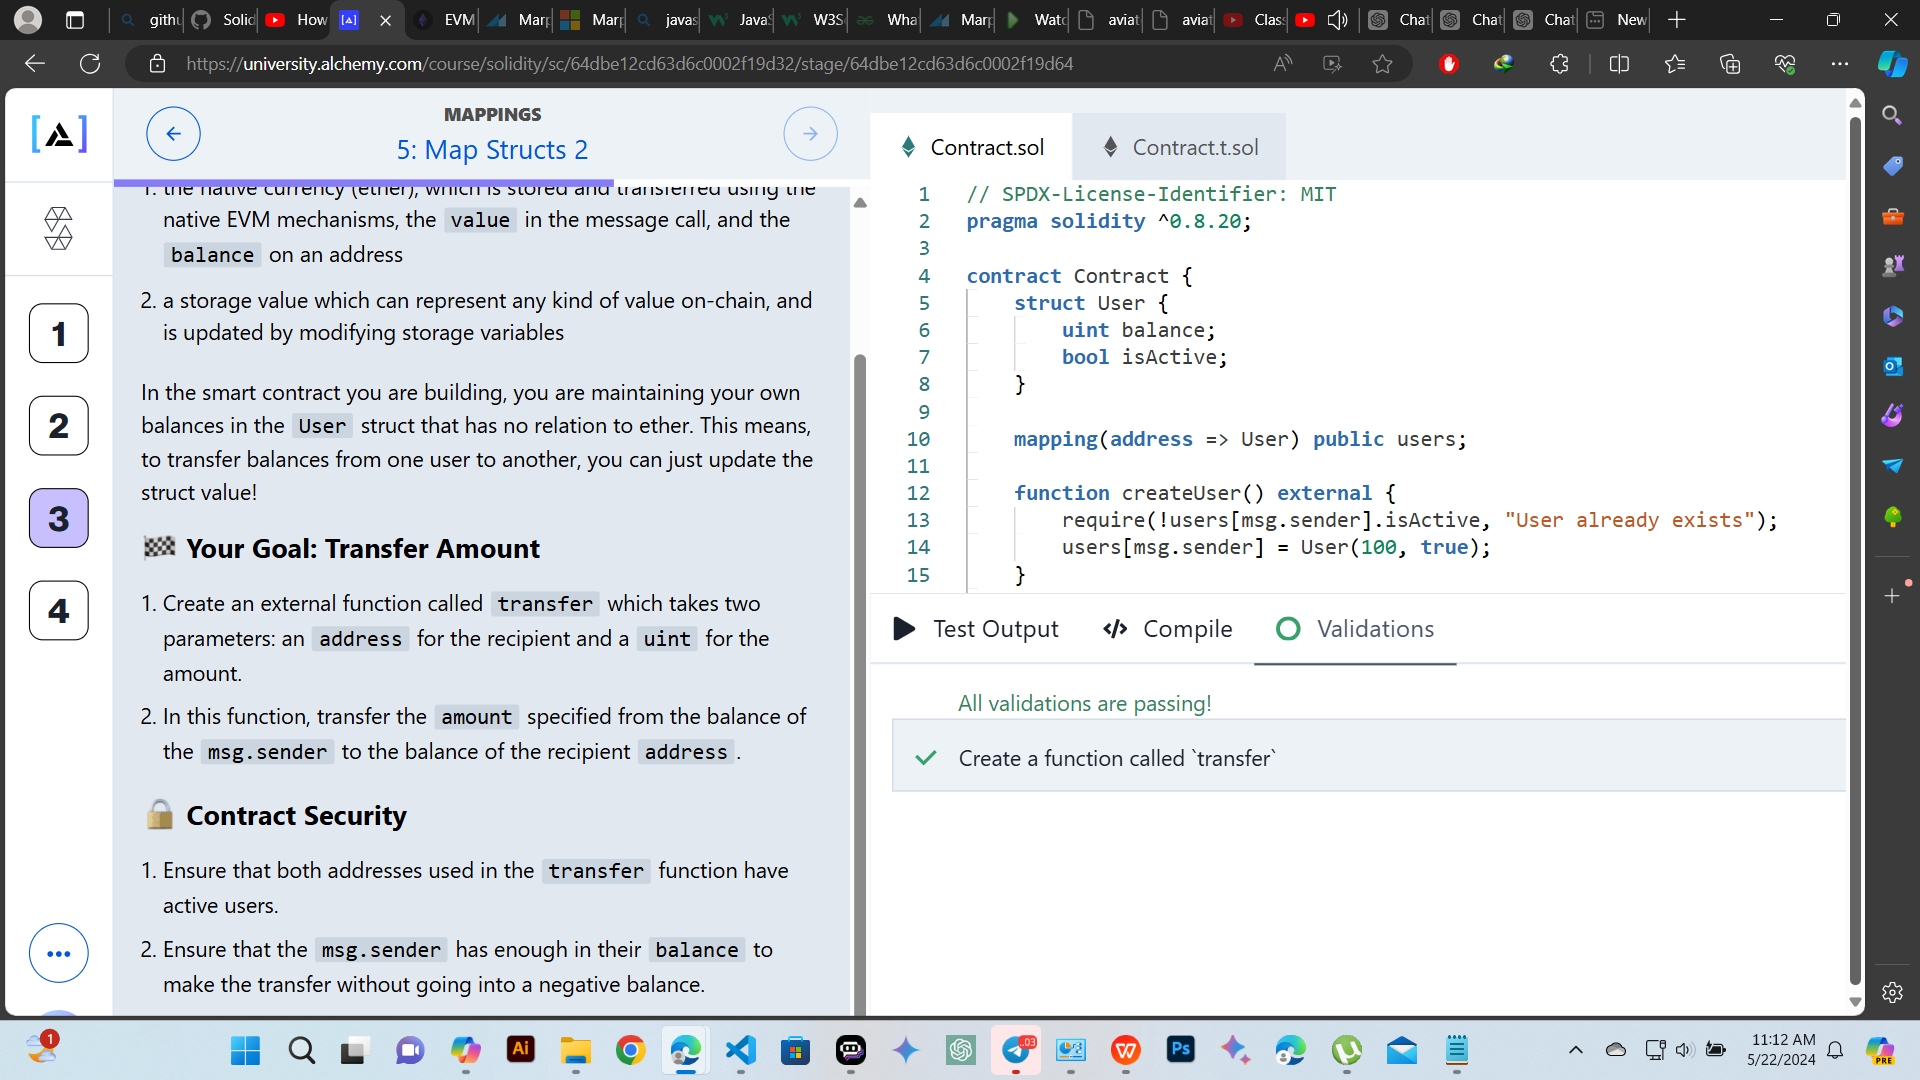 githu
Solid
How
EVM
Marp
Marp
javas
JavaS
W3S
What
Marp
Watc
aviat
aviat
Clas
Chat
Chat
Chat
New
https://university.alchemy.com/course/solidity/sc/64dbe12cd63d6c0002f19d32/stage/64dbe12cd63d6c0002f19d64
MAPPINGS
5: Map Structs 2
1
2
3
4
1. the native currency (ether), which is stored and transferred using the
native EVM mechanisms, the value in the message call, and the
balance on an address
2. a storage value which can represent any kind of value on-chain, and
is updated by modifying storage variables
In the smart contract you are building, you are maintaining your own
balances in the User struct that has no relation to ether. This means,
to transfer balances from one user to another, you can just update the
struct value!
Your Goal: Transfer Amount
1. Create an external function called transfer which takes two
parameters: an address for the recipient and a uint for the
amount.
2. In this function, transfer the amount specified from the balance of
the msg.sender to the balance of the recipient address .
Contract Security
1. Ensure that both addresses used in the transfer function have
active users.
2. Ensure that the msg.sender has enough in their balance to
make the transfer without going into a negative balance.
Contract.sol
Contract.t.sol
1 // SPDX-License-Identifier: MIT
2 pragma solidity ^0.8.20;
3
4 contract Contract {
5 struct User {
6 uint balance;
7 bool isActive;
8 }
9
10 mapping(address => User) public users;
11
12 function createUser() external {
13 require(!users[msg.sender].isActive, "User already exists");
14 users[msg.sender] = User(100, true);
15 }
Test Output
Compile
Validations
All validations are passing!
Create a function called `transfer`
1
Ai
.03
Ps
11:12 AM
5/22/2024
PRE